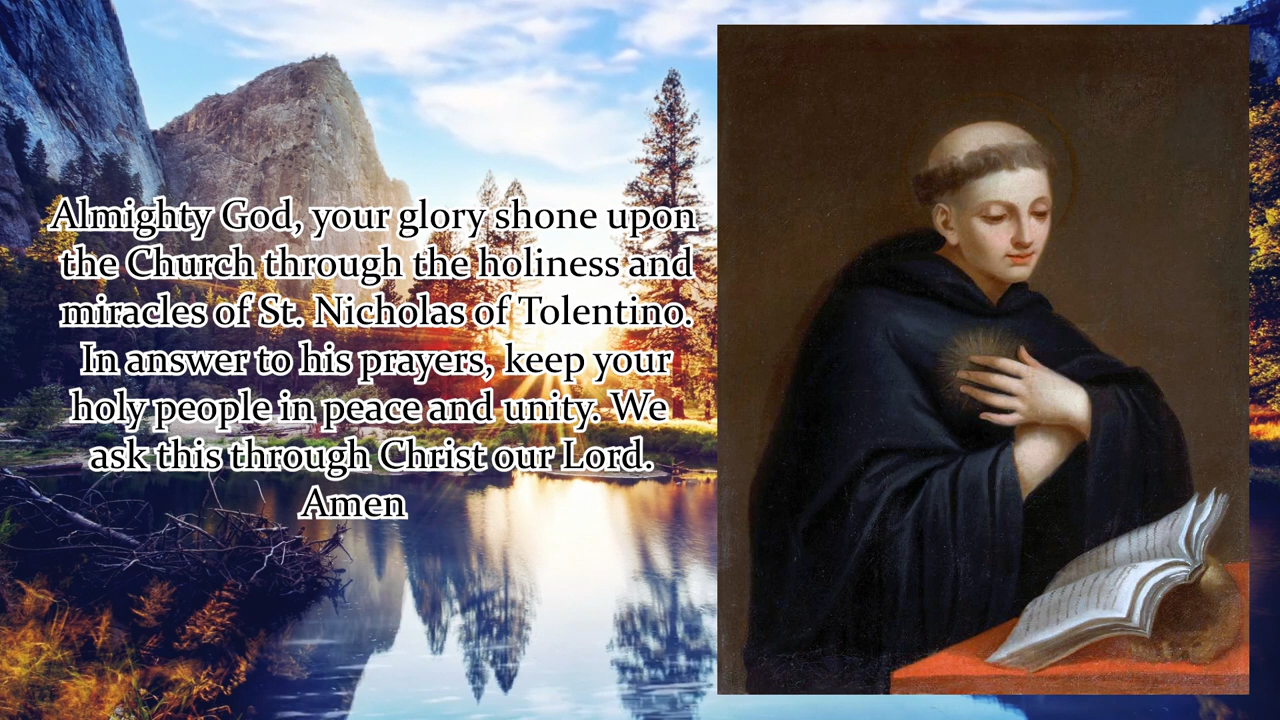 Almighty God, your glory shone upon
the Church through the holiness and
miracles of St. Nicholas of Tolentino.
In answer to his prayers, keep your
holy people in peace and unity. We
ask this through Christ our Lord.
Amen